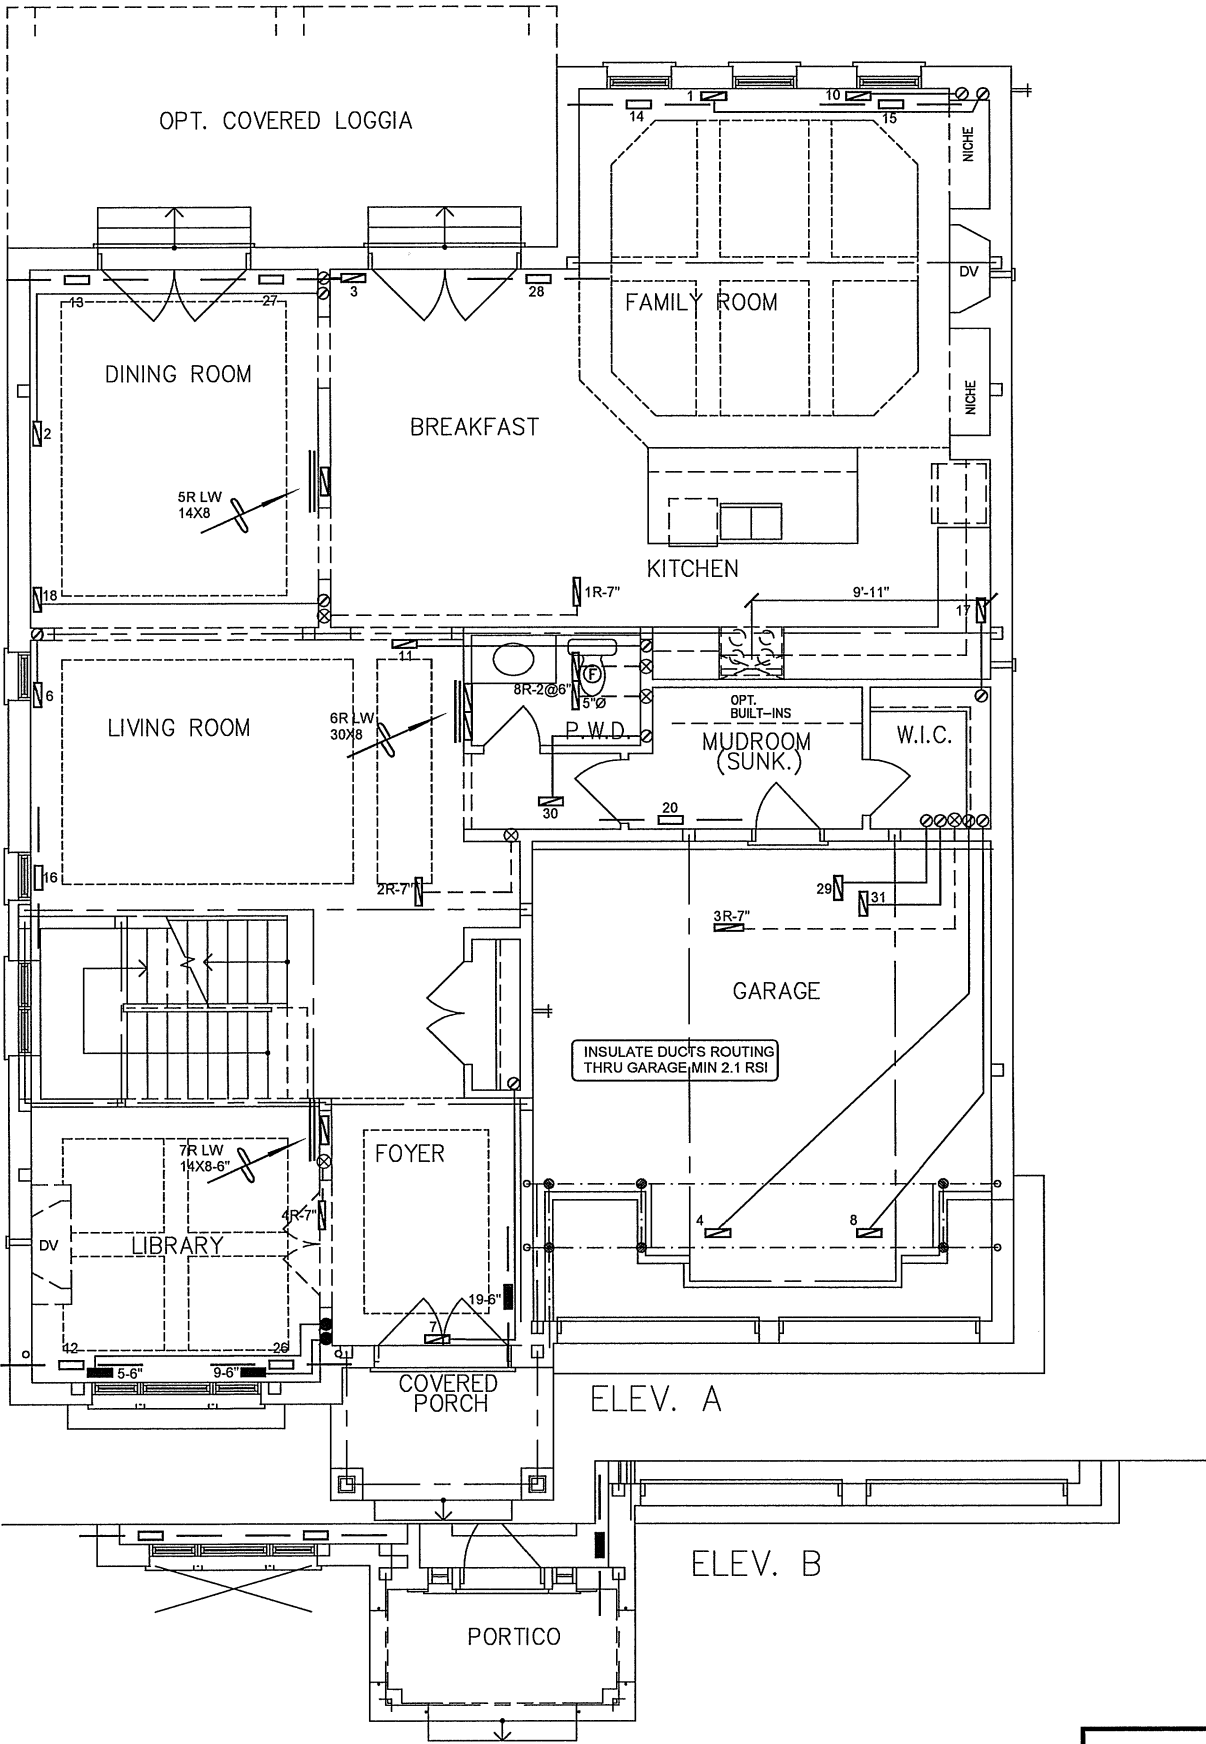 OPT. COVERED LOGGIA
1
10
14
15
NICHE
DV
FAMILY ROOM
13
27
3
28
DINING ROOM
NICHE
2
BREAKFAST
5R LW
14X8
KITCHEN
1R-7"
9'-11"
18
17
11
6
8R-2@6"
F
5"Ø
OPT.
BUILT-INS
LIVING ROOM
6R LW
30X8
P.W.D.
MUDROOM
(SUNK.)
W.I.C.
30
20
16
2R-7"
29
31
3R-7"
GARAGE
INSULATE DUCTS ROUTING
THRU GARAGE MIN 2.1 RSI
7R LW
14X8-6"
FOYER
4R-7"
DV
LIBRARY
4
8
19-6"
7
12
5-6"
9-6"
26
COVERED
PORCH
ELEV. A
ELEV. B
PORTICO